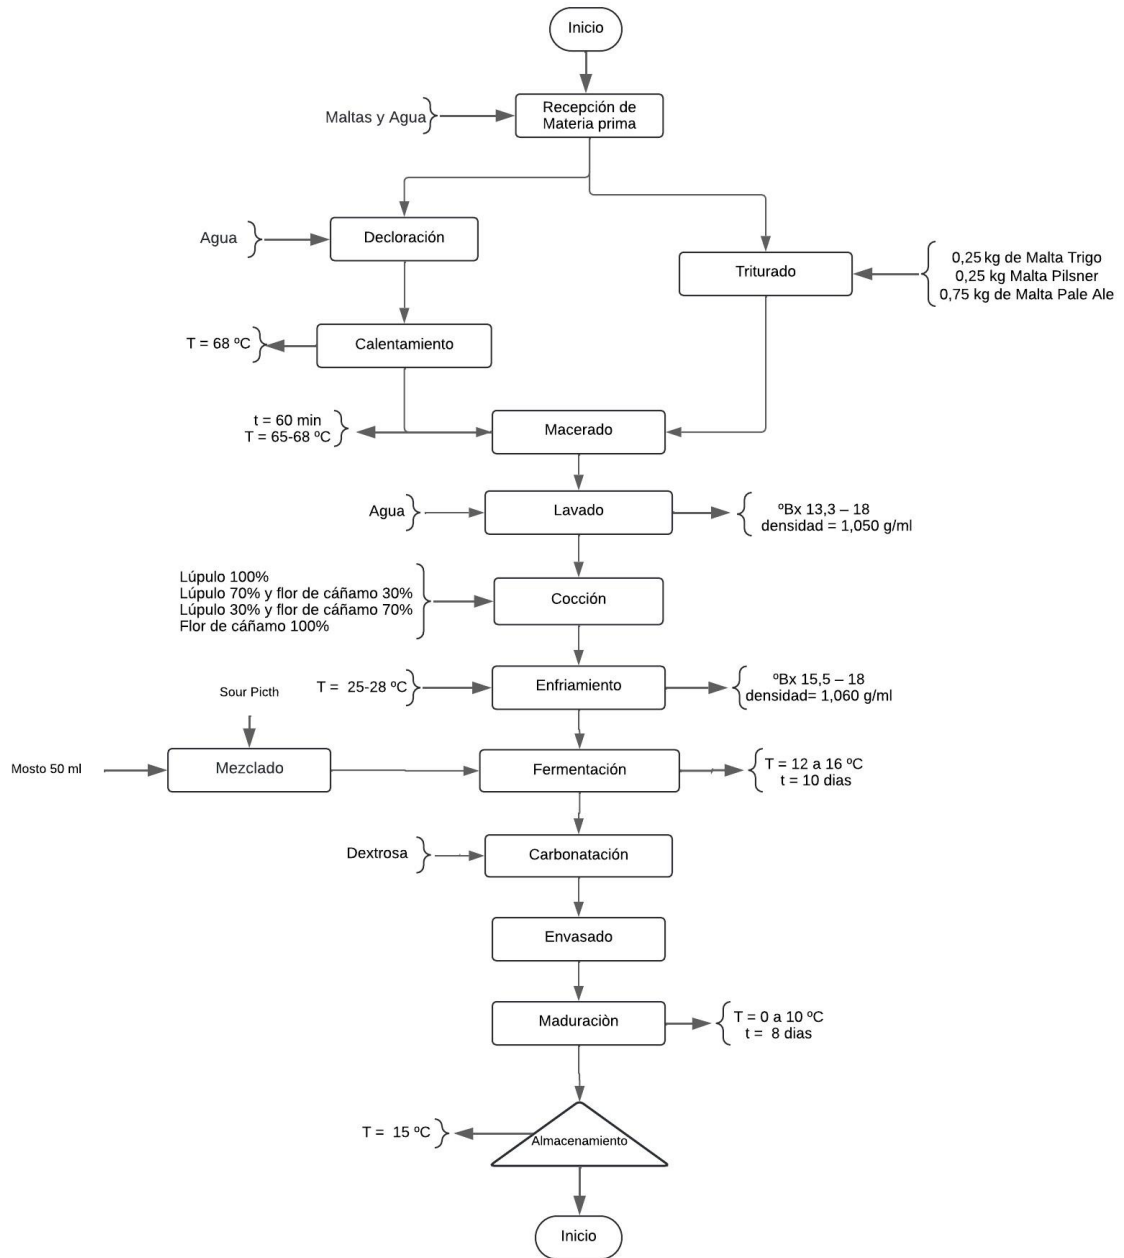 Inicio
Recepción de
Materia prima
Maltas y Agua
Agua
Decloración
Triturado
0,25 kg de Malta Trigo
0,25 kg Malta Pilsner
0,75 kg de Malta Pale Ale
T = 68 ºC
Calentamiento
t = 60 min
T = 65-68 ºC
Macerado
Agua
Lavado
ºBx 13,3 – 18
densidad = 1,050 g/ml
Lúpulo 100%
Lúpulo 70% y flor de cáñamo 30%
Lúpulo 30% y flor de cáñamo 70%
Flor de cáñamo 100%
Cocción
T = 25-28 ºC
Enfriamiento
ºBx 15,5 – 18
densidad= 1,060 g/ml
Sour Picth
Mosto 50 ml
Mezclado
Fermentación
T = 12 a 16 ºC
t = 10 dias
Dextrosa
Carbonatación
Envasado
Maduraciòn
T = 0 a 10 ºC
t = 8 dias
T = 15 ºC
Almacenamiento
Inicio